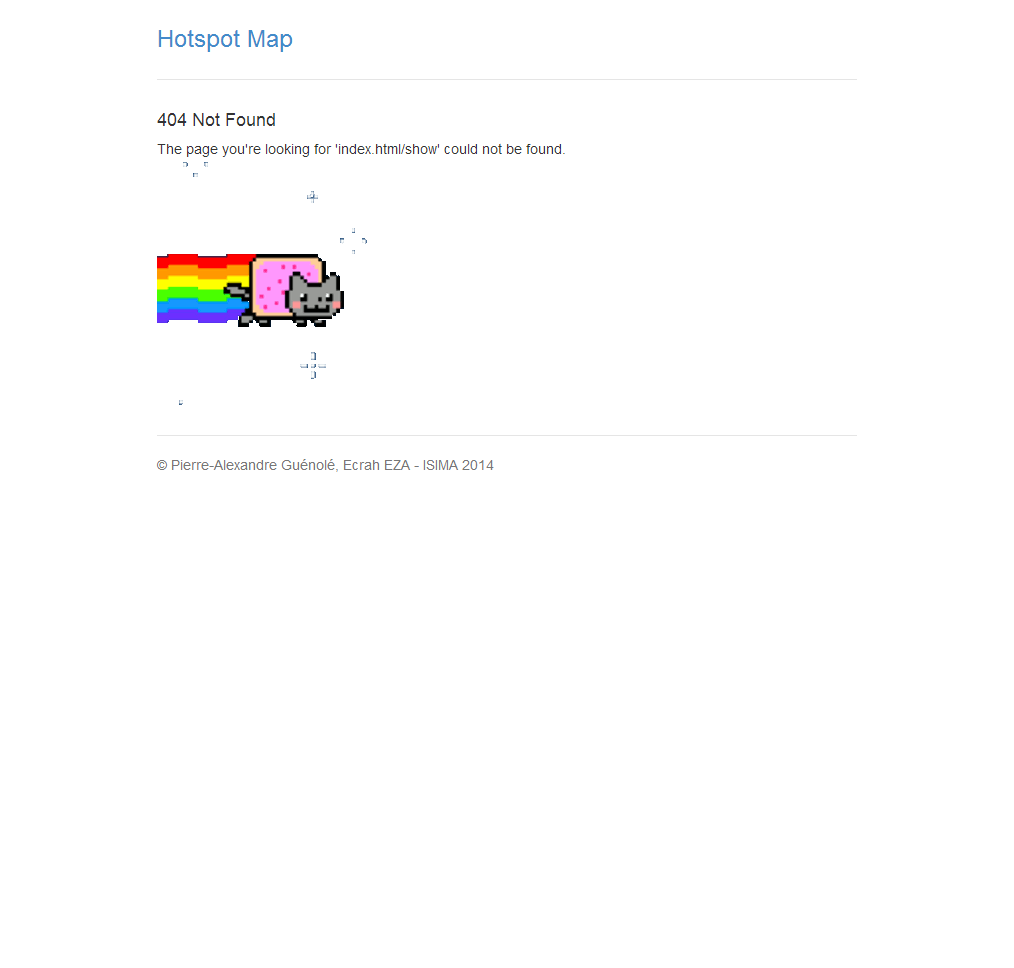 Hotspot Map
404 Not Found
The page you're looking for 'index.html/show' could not be found.
© Pierre-Alexandre Guénolé, Ecrah EZA - ISIMA 2014